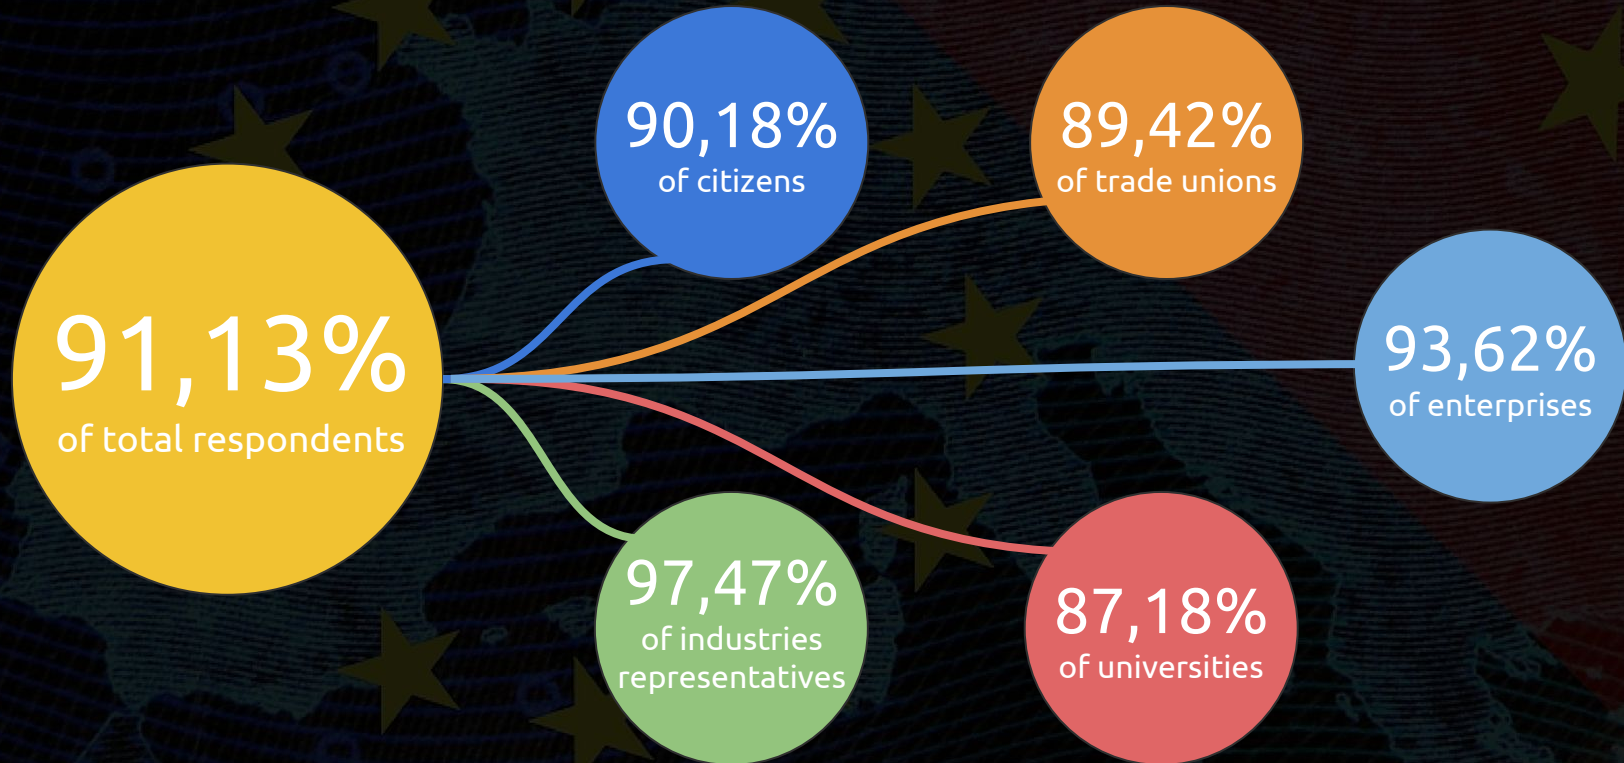 91,13%
of total respondents
90,18%
of citizens
89,42%
of trade unions
93,62%
of enterprises
97,47%
of industries
representatives
87,18%
of universities